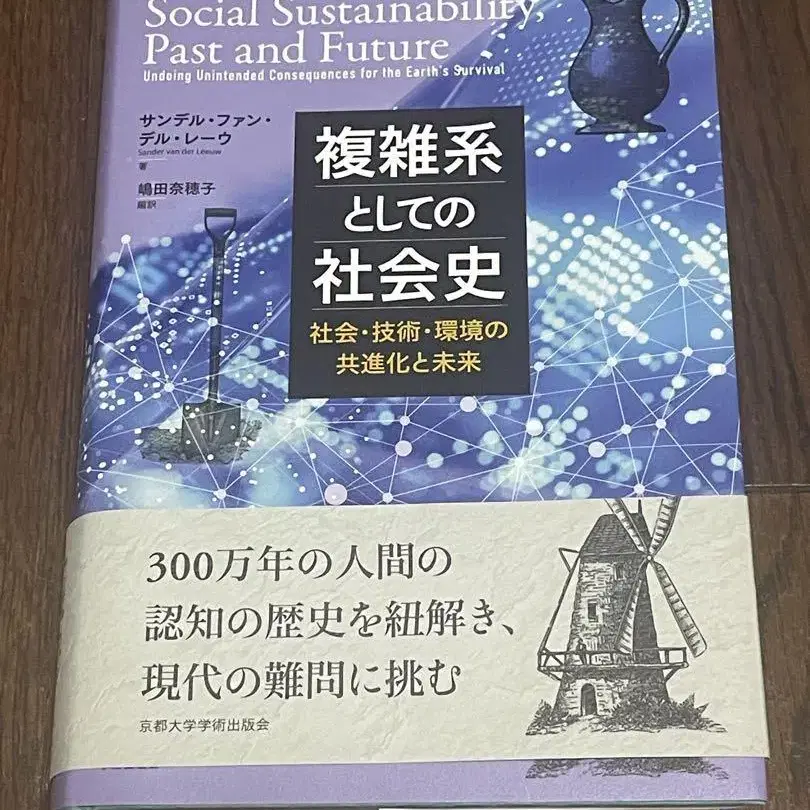 Social Sustainability,
Past and Future
Undoing Unintended Consequences for the Earth's Survival
サンデル・ファン・
デル・レーウ
Sander van der Leeuw
著
嶋田奈穂子
編訳
複雑系
としての
社会史
社会・技術・環境の
共進化と未来
300万年の人間の
認知の歴史を紐解き、
現代の難問に挑む
京都大学学術出版会